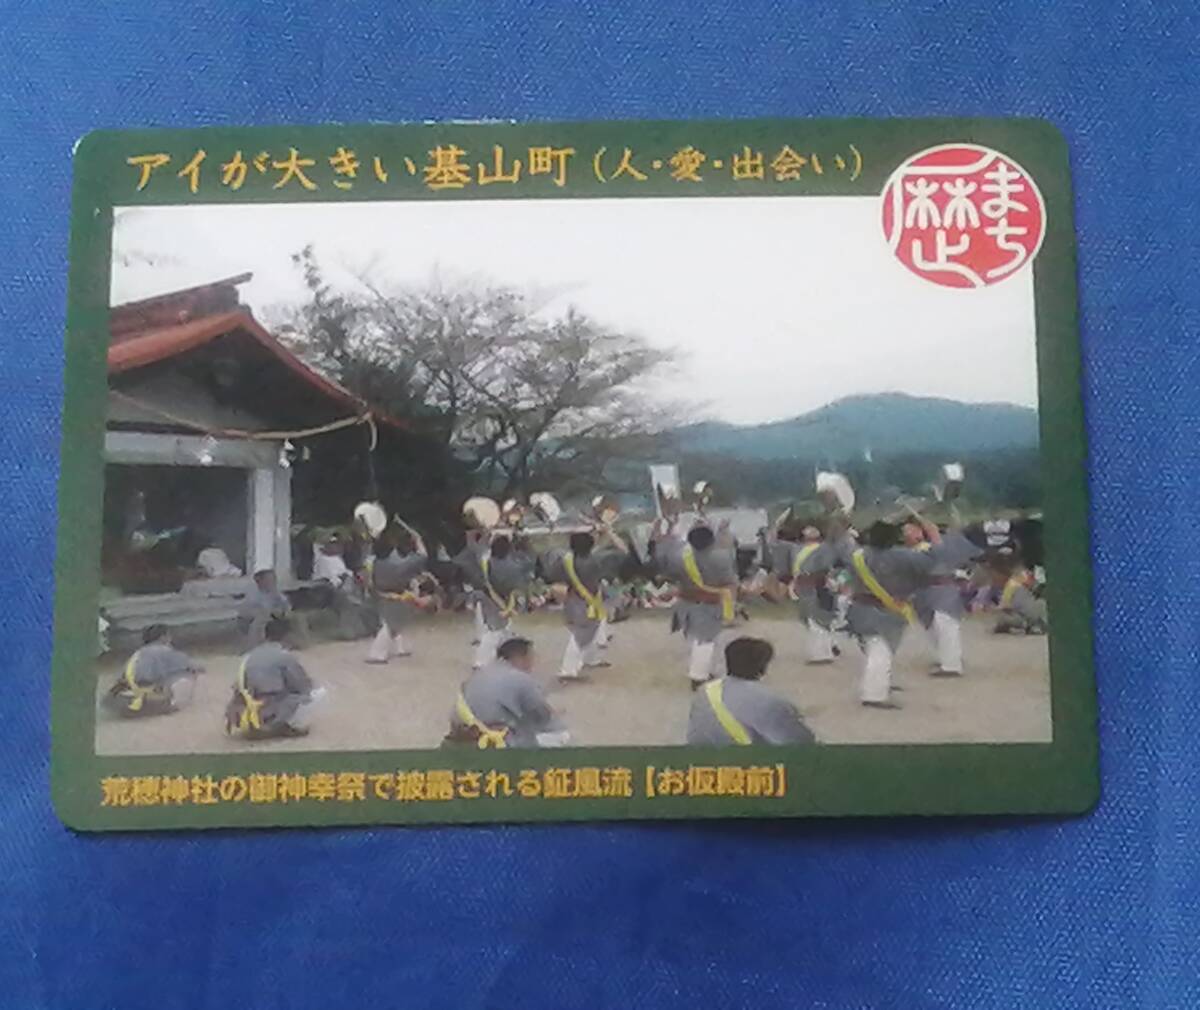 アイが大きい基山町(人・愛・出会い)
歴まち
荒穂神社の御神幸祭で披露される鉦風流【お仮殿前】